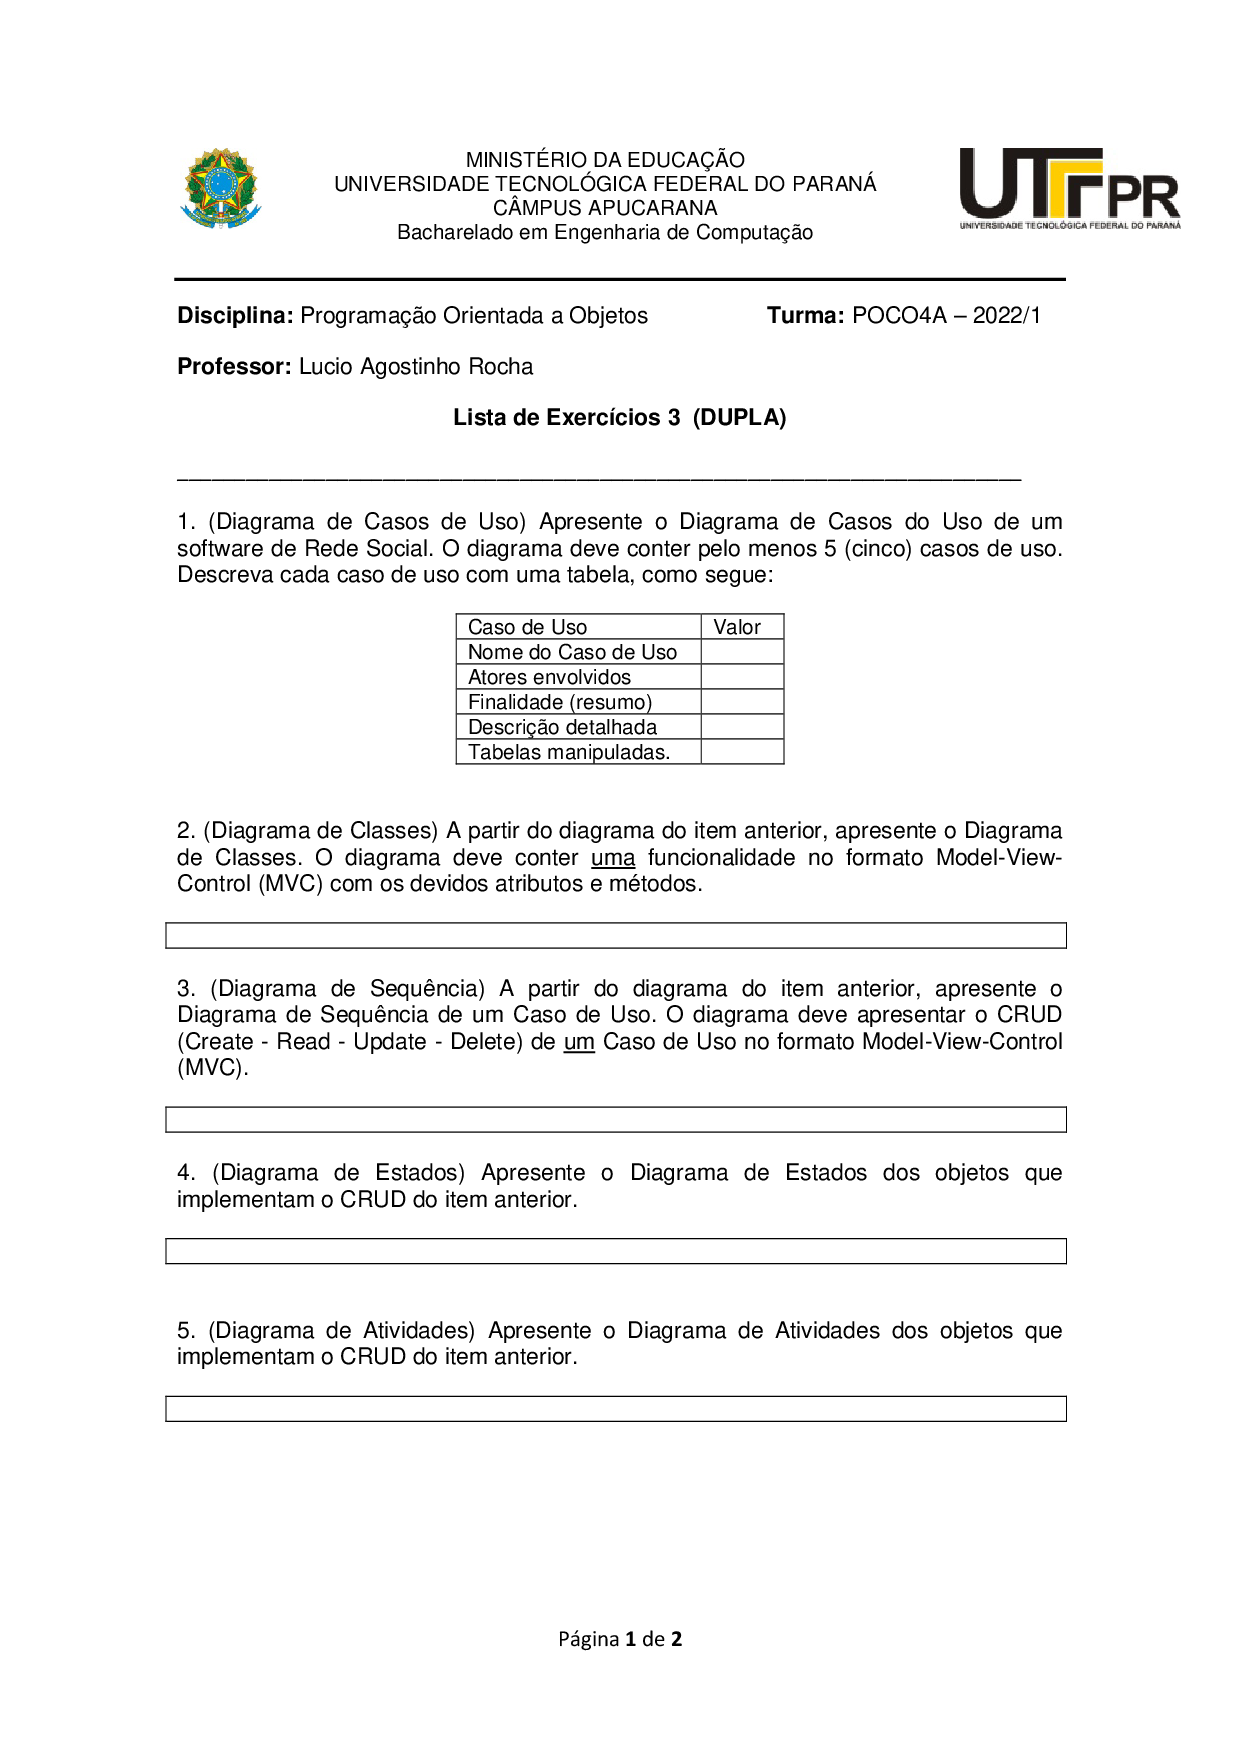 MINISTÉRIO DA EDUCAÇÃO
UNIVERSIDADE TECNOLÓGICA FEDERAL DO PARANÁ
CÂMPUS APUCARANA
Bacharelado em Engenharia de Computação
UTFPR
UNIVERSIDADE TECNOLÓGICA FEDERAL DO PARANÁ
Disciplina: Programação Orientada a Objetos Turma: POCO4A – 2022/1
Professor: Lucio Agostinho Rocha
Lista de Exercícios 3 (DUPLA)
1. (Diagrama de Casos de Uso) Apresente o Diagrama de Casos do Uso de um
software de Rede Social. O diagrama deve conter pelo menos 5 (cinco) casos de uso.
Descreva cada caso de uso com uma tabela, como segue:
Caso de Uso Valor
Nome do Caso de Uso
Atores envolvidos
Finalidade (resumo)
Descrição detalhada
Tabelas manipuladas.
2. (Diagrama de Classes) A partir do diagrama do item anterior, apresente o Diagrama
de Classes. O diagrama deve conter uma funcionalidade no formato Model-View-
Control (MVC) com os devidos atributos e métodos.
3. (Diagrama de Sequência) A partir do diagrama do item anterior, apresente o
Diagrama de Sequência de um Caso de Uso. O diagrama deve apresentar o CRUD
(Create - Read - Update - Delete) de um Caso de Uso no formato Model-View-Control
(MVC).
4. (Diagrama de Estados) Apresente o Diagrama de Estados dos objetos que
implementam o CRUD do item anterior.
5. (Diagrama de Atividades) Apresente o Diagrama de Atividades dos objetos que
implementam o CRUD do item anterior.
Página 1 de 2